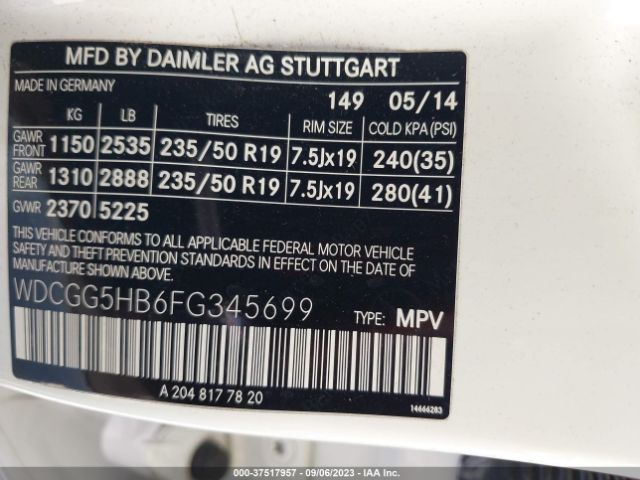 MFD BY DAIMLER AG STUTTGART
MADE IN GERMANY
149 05/14
KG LB TIRES RIM SIZE COLD KPA (PSI)
GAWR FRONT 1150 2535 235/50 R19 7.5Jx19 240(35)
GAWR REAR 1310 2888 235/50 R19 7.5Jx19 280(41)
GVWR 2370 5225
THIS VEHICLE CONFORMS TO ALL APPLICABLE FEDERAL MOTOR VEHICLE
SAFETY AND THEFT PREVENTION STANDARDS IN EFFECT ON THE DATE
OF MANUFACTURE SHOWN ABOVE.
WDCGG5HB6FG345699
TYPE: MPV
A 204 817 78 20
14666283
000-37517957 - 09/06/2023 - IAA Inc.